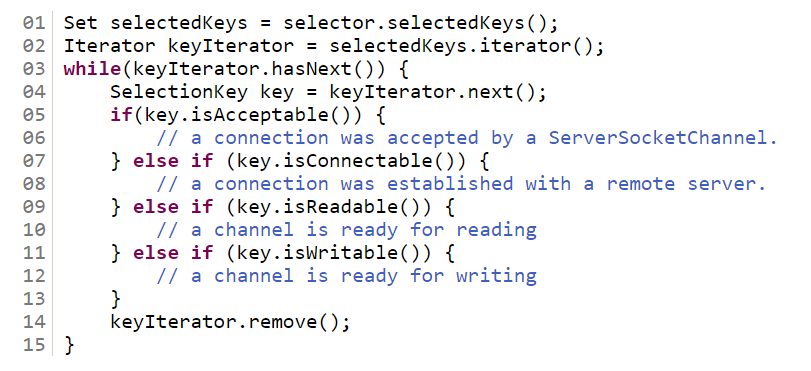 01 Set selectedKeys = selector.selectedKeys();
02 Iterator keyIterator = selectedKeys.iterator();
03 while(keyIterator.hasNext()) {
04     SelectionKey key = keyIterator.next();
05     if(key.isAcceptable()) {
06         // a connection was accepted by a ServerSocketChannel.
07     } else if (key.isConnectable()) {
08         // a connection was established with a remote server.
09     } else if (key.isReadable()) {
10         // a channel is ready for reading
11     } else if (key.isWritable()) {
12         // a channel is ready for writing
13     }
14     keyIterator.remove();
15 }